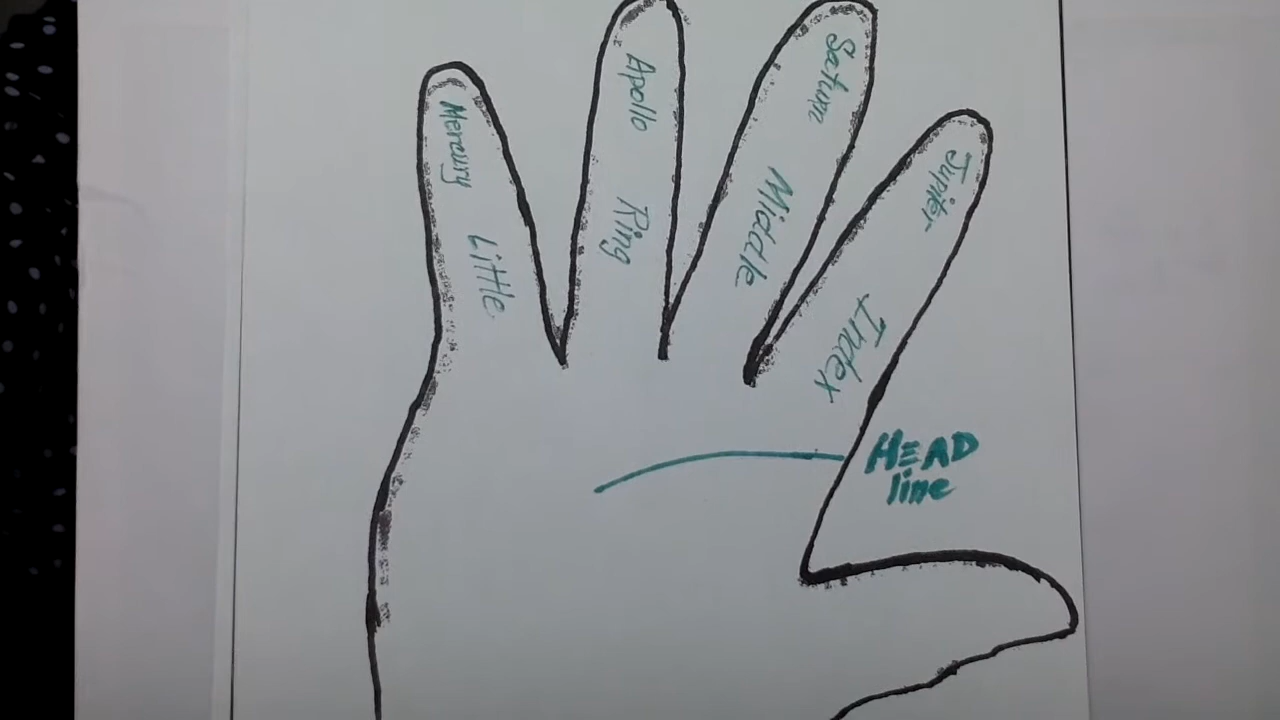 Mercury
Little
Apollo
Ring
Saturn
Middle
Jupiter
Index
HEAD
line